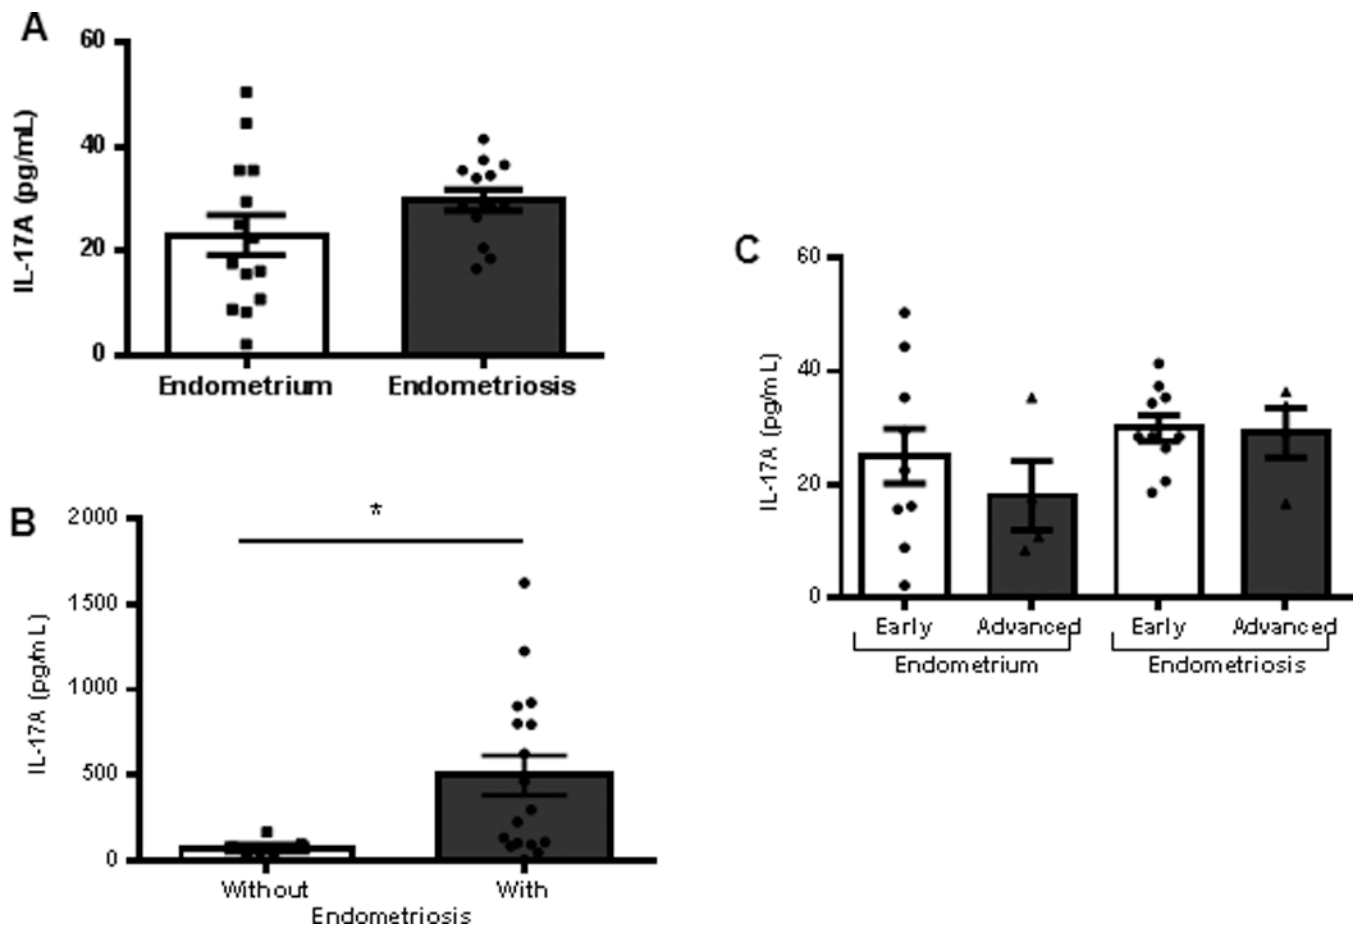 A
60
40
20
0
IL-17A (pg/mL)
Endometrium Endometriosis
B
*
2000
1500
1000
500
0
IL-17A (pg/mL)
Without With
Endometriosis
C
60
40
20
0
IL-17A (pg/mL)
Early Advanced Early Advanced
Endometrium Endometriosis